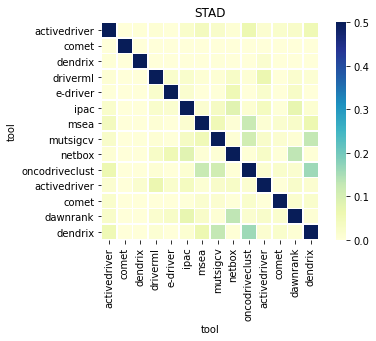 STAD
tool
activedriver
comet
dendrix
driverml
e-driver
ipac
msea
mutsigcv
netbox
oncodriveclust
activedriver
comet
dawnrank
dendrix
activedriver
comet
dendrix
driverml
e-driver
ipac
msea
mutsigcv
netbox
oncodriveclust
activedriver
comet
dawnrank
dendrix
tool
0.5
0.4
0.3
0.2
0.1
0.0